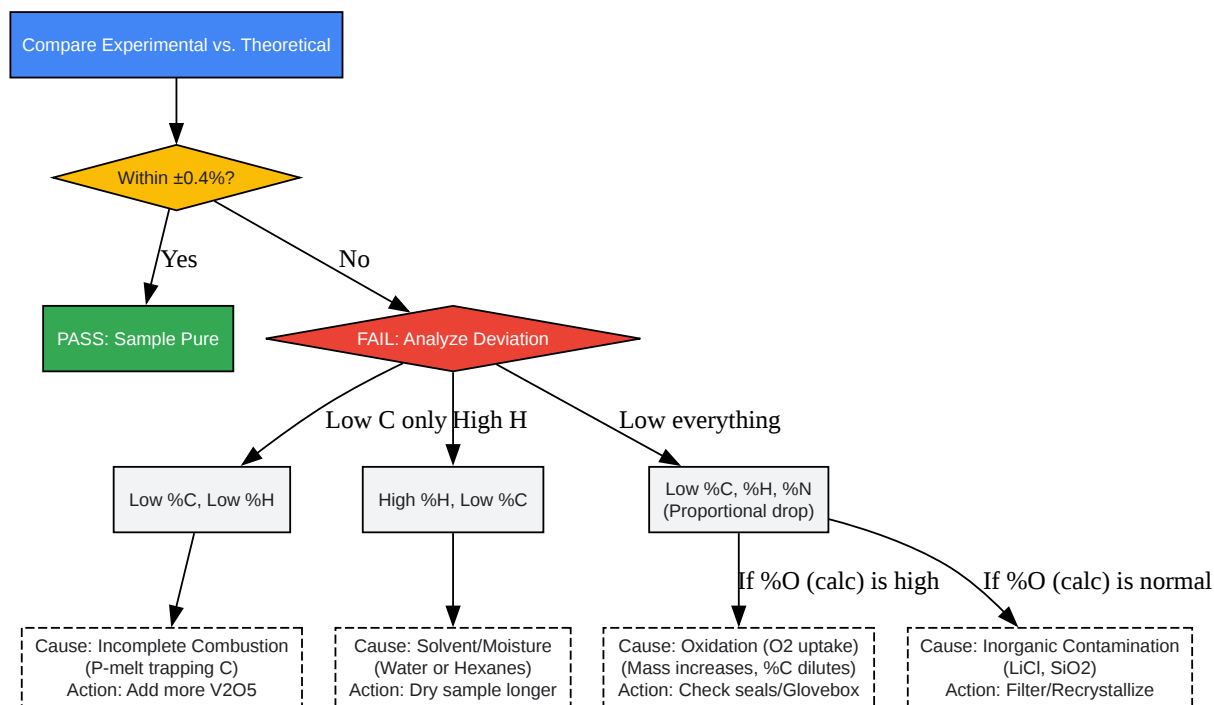 Compare Experimental vs. Theoretical
Within ±0.4%?
Yes
No
PASS: Sample Pure
FAIL: Analyze Deviation
Low C only
High H
Low everything
Low %C, Low %H
High %H, Low %C
Low %C, %H, %N
(Proportional drop)
If %O (calc) is high
If %O (calc) is normal
Cause: Incomplete Combustion
(P-melt trapping C)
Action: Add more V2O5
Cause: Solvent/Moisture
(Water or Hexanes)
Action: Dry sample longer
Cause: Oxidation (O2 uptake)
(Mass increases, %C dilutes)
Action: Check seals/Glovebox
Cause: Inorganic Contamination
(LiCl, SiO2)
Action: Filter/Recrystallize